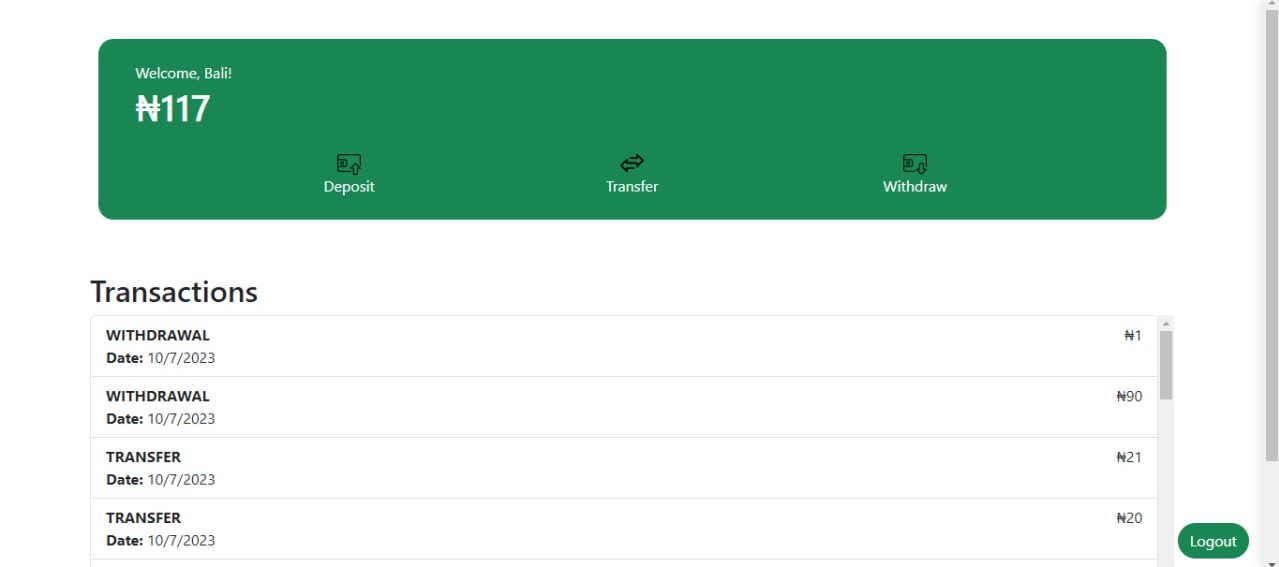 Welcome, Bali!
₦117
Deposit Transfer Withdraw
Transactions
WITHDRAWAL ₦1
Date: 10/7/2023
WITHDRAWAL ₦90
Date: 10/7/2023
TRANSFER ₦21
Date: 10/7/2023
TRANSFER ₦20
Date: 10/7/2023
Logout